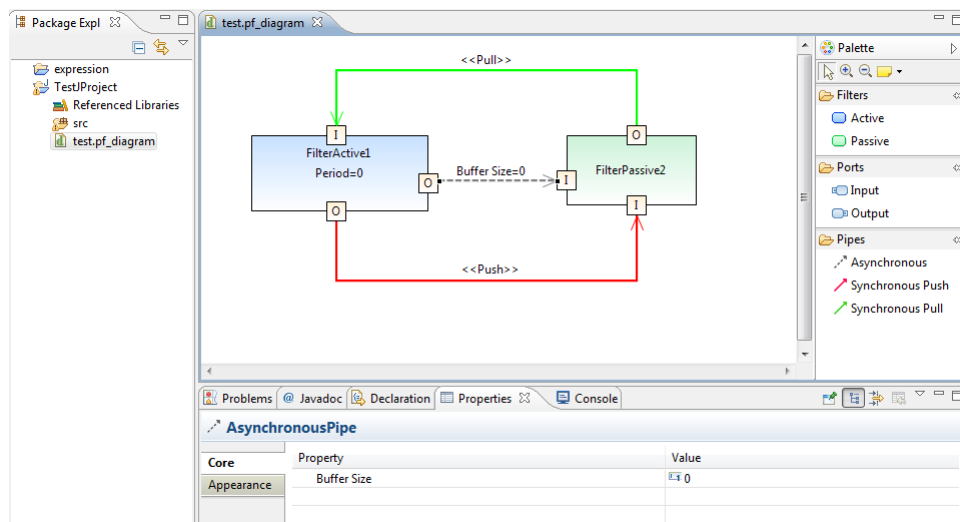 Package Expl
expression
TestJProject
Referenced Libraries
src
test.pf_diagram
test.pf_diagram
<<Pull>>
I
O
FilterActive1
Period=0
O
Buffer Size=0
I
FilterPassive2
O
I
<<Push>>
Palette
Filters
Active
Passive
Ports
Input
Output
Pipes
Asynchronous
Synchronous Push
Synchronous Pull
Problems
@ Javadoc
Declaration
Properties
Console
AsynchronousPipe
Core
Appearance
Property Value
Buffer Size 0